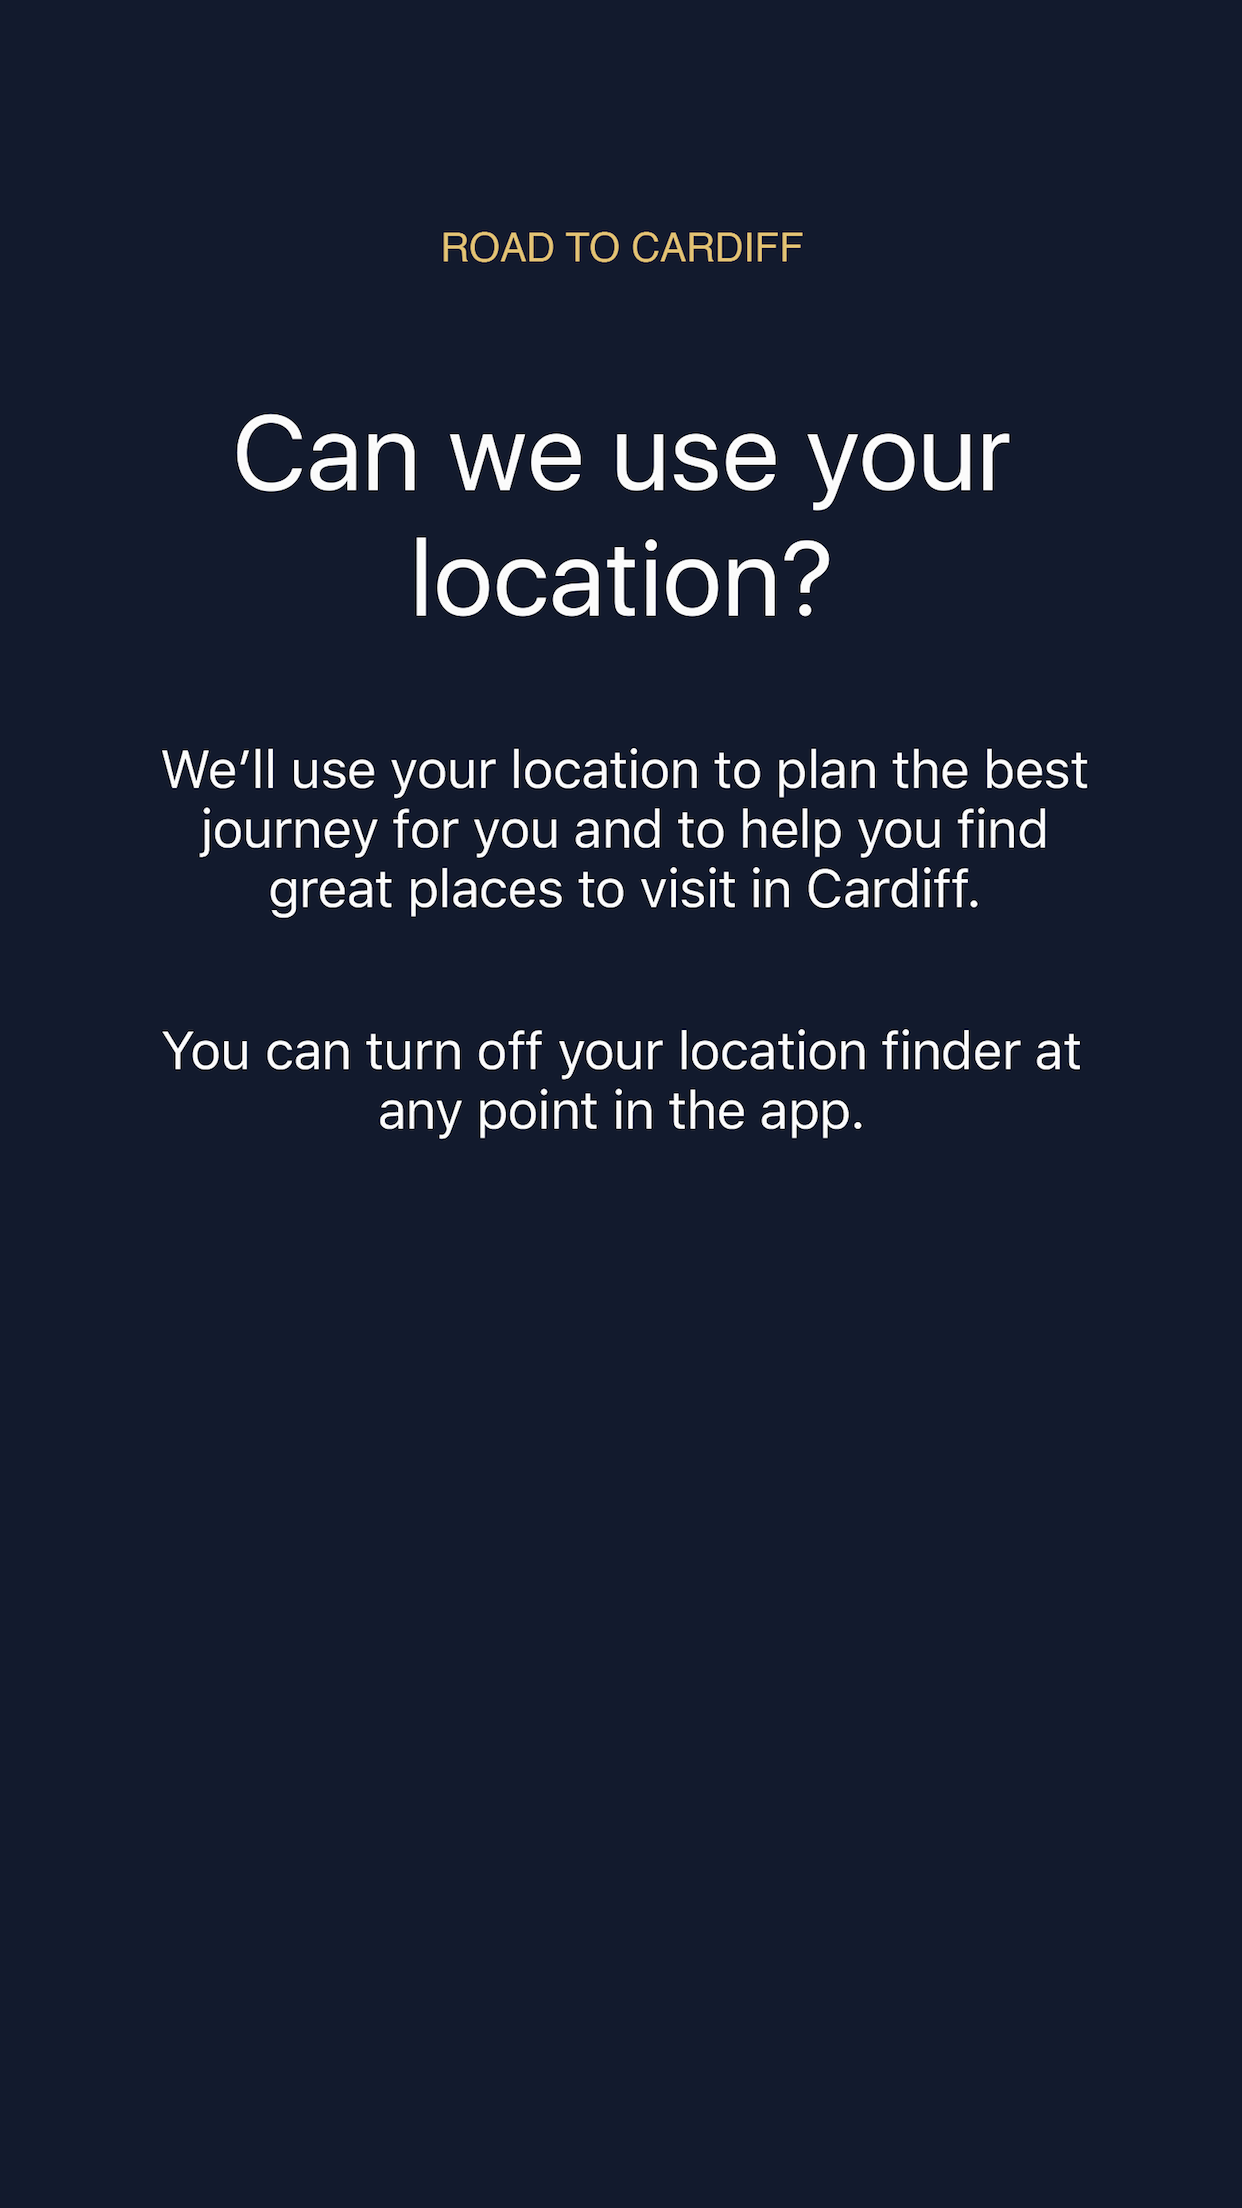 ROAD TO CARDIFF
Can we use your
location?
We’ll use your location to plan the best
journey for you and to help you find
great places to visit in Cardiff.
You can turn off your location finder at
any point in the app.